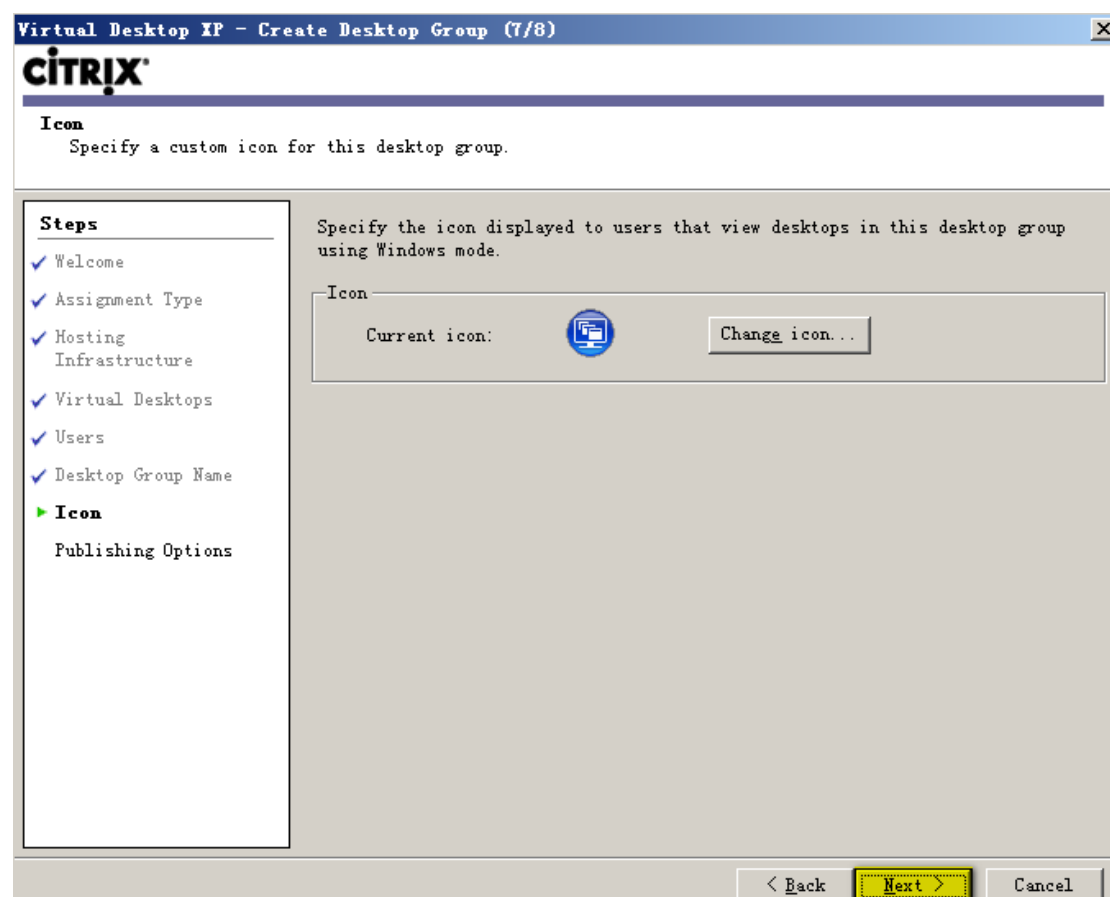 Virtual Desktop XP - Create Desktop Group (7/8)
CİTRIX
Icon
Specify a custom icon for this desktop group.
Steps
Welcome
Assignment Type
Hosting
Infrastructure
Virtual Desktops
Users
Desktop Group Name
Icon
Publishing Options
Specify the icon displayed to users that view desktops in this desktop group
using Windows mode.
Icon
Current icon:
Change icon...
< Back
Next >
Cancel